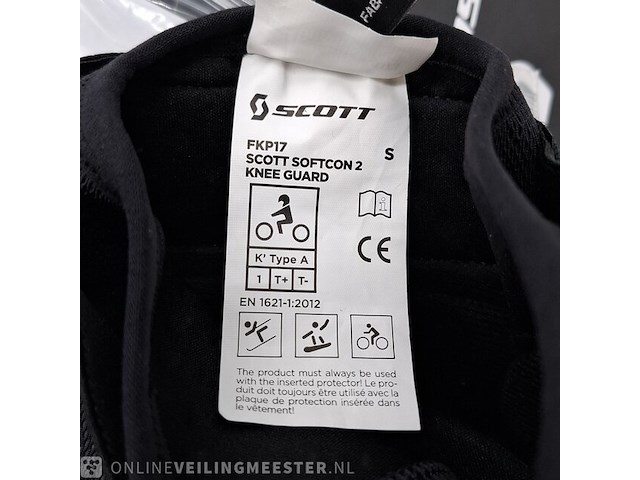 FABR
SCOTT
FKP17
SCOTT SOFTCON 2
KNEE GUARD
S
K' Type A
1 T+ T-
EN 1621-1:2012
The product must always be used
with the inserted protector! Le pro-
duit doit toujours être utilisé avec la
plaque de protection insérée dans
le vêtement!
ONLINEVEILINGMEESTER.NL